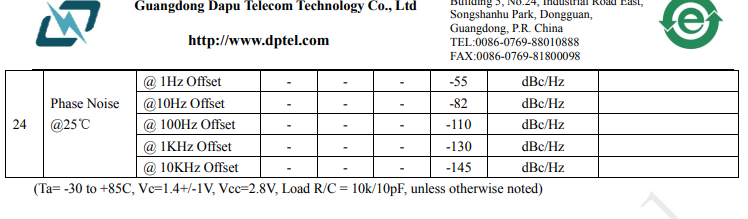 Guangdong Dapu Telecom Technology Co., Ltd
http://www.dptel.com
Building 5, No.24, Industrial Road East,
Songshanhu Park, Dongguan,
Guangdong, P.R. China
TEL:0086-0769-88010888
FAX:0086-0769-81800098
24 Phase Noise @25℃
@ 1Hz Offset - - - -55 dBc/Hz
@10Hz Offset - - - -82 dBc/Hz
@ 100Hz Offset - - - -110 dBc/Hz
@ 1KHz Offset - - - -130 dBc/Hz
@ 10KHz Offset - - - -145 dBc/Hz
(Ta= -30 to +85C, Vc=1.4+/-1V, Vcc=2.8V, Load R/C = 10k/10pF, unless otherwise noted)